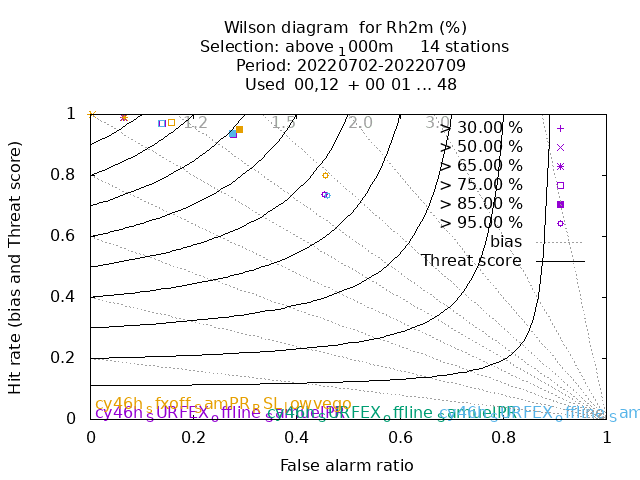 Wilson diagram  for Rh2m (%)
Selection: above 1000m     14 stations
Period: 20220702-20220709
Used  00,12  + 00 01 ... 48
1
0.8
0.6
0.4
0.2
0
1.2
1.5
2.0
3.0
> 30.00 %
> 50.00 %
> 65.00 %
> 75.00 %
> 85.00 %
> 95.00 %
bias
Threat score
Hit rate (bias and Threat score)
cy46h_sfxoff_samPR_RSL_lowvego
cy46h_SURFEX_offline_sampleIPR
0
0.2
0.4
0.6
0.8
1
False alarm ratio